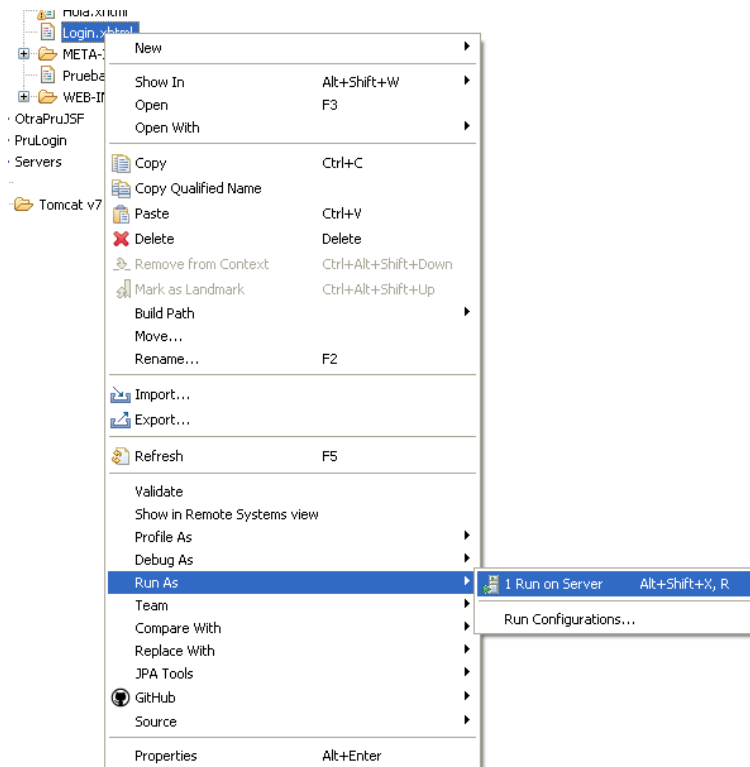 Hola.xhtml
Login.xhtml
META-
Prueba
WEB-IN
OtraPruJSF
PruLogin
Servers
Tomcat v7
New
Show In Alt+Shift+W
Open F3
Open With
Copy Ctrl+C
Copy Qualified Name
Paste Ctrl+V
Delete Delete
Remove from Context Ctrl+Alt+Shift+Down
Mark as Landmark Ctrl+Alt+Shift+Up
Build Path
Move...
Rename... F2
Import...
Export...
Refresh F5
Validate
Show in Remote Systems view
Profile As
Debug As
Run As
1 Run on Server Alt+Shift+X, R
Run Configurations...
Team
Compare With
Replace With
JPA Tools
GitHub
Source
Properties Alt+Enter